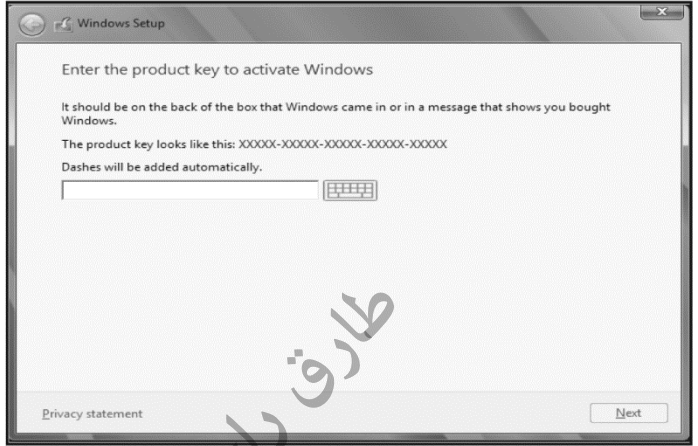 Windows Setup
Enter the product key to activate Windows
It should be on the back of the box that Windows came in or in a message that shows you bought
Windows.
The product key looks like this: XXXXX-XXXXX-XXXXX-XXXXX-XXXXX
Dashes will be added automatically.
طارق
Privacy statement
Next